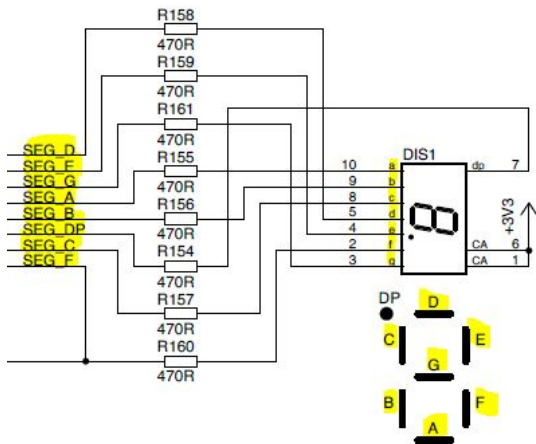 R158
470R
R159
470R
R161
470R
R155
470R
R156
470R
R154
470R
R157
470R
R160
470R
SEG_D
SEG_E
SEG_G
SEG_A
SEG_B
SEG_DP
SEG_C
SEG_F
DIS1
10 a dp 7
9 b
8 c
5 d
4 e
2 f CA 6
3 g CA 1
+3V3
DP D
C E
G
B F
A